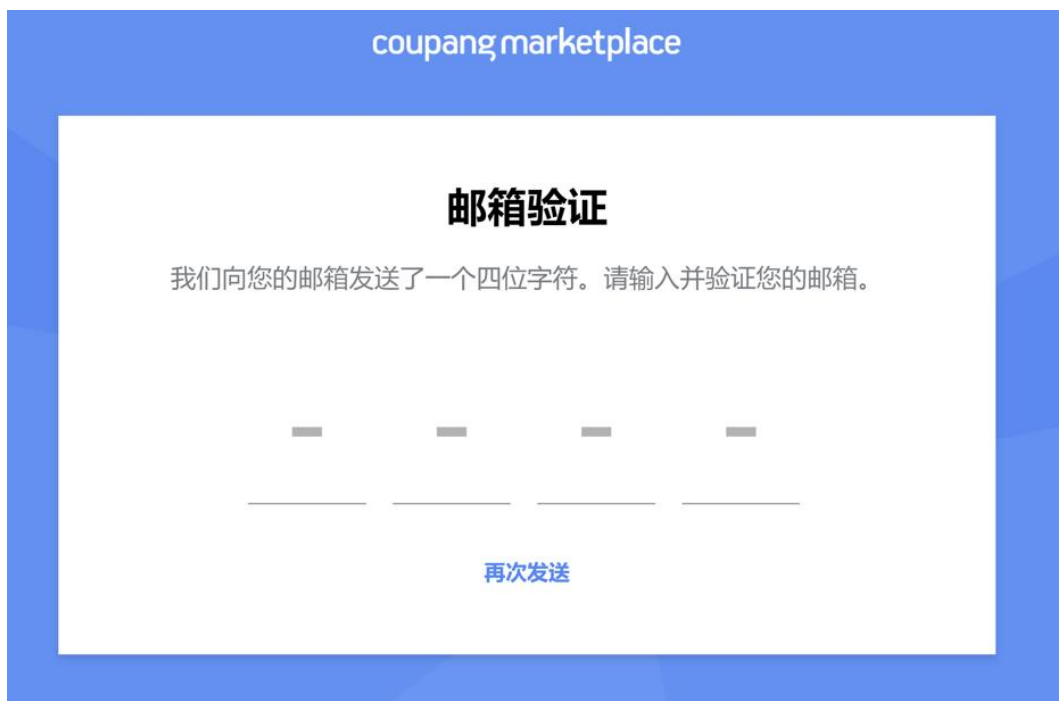 coupang marketplace
邮箱验证
我们向您的邮箱发送了一个四位字符。请输入并验证您的邮箱。
- - - -
再次发送